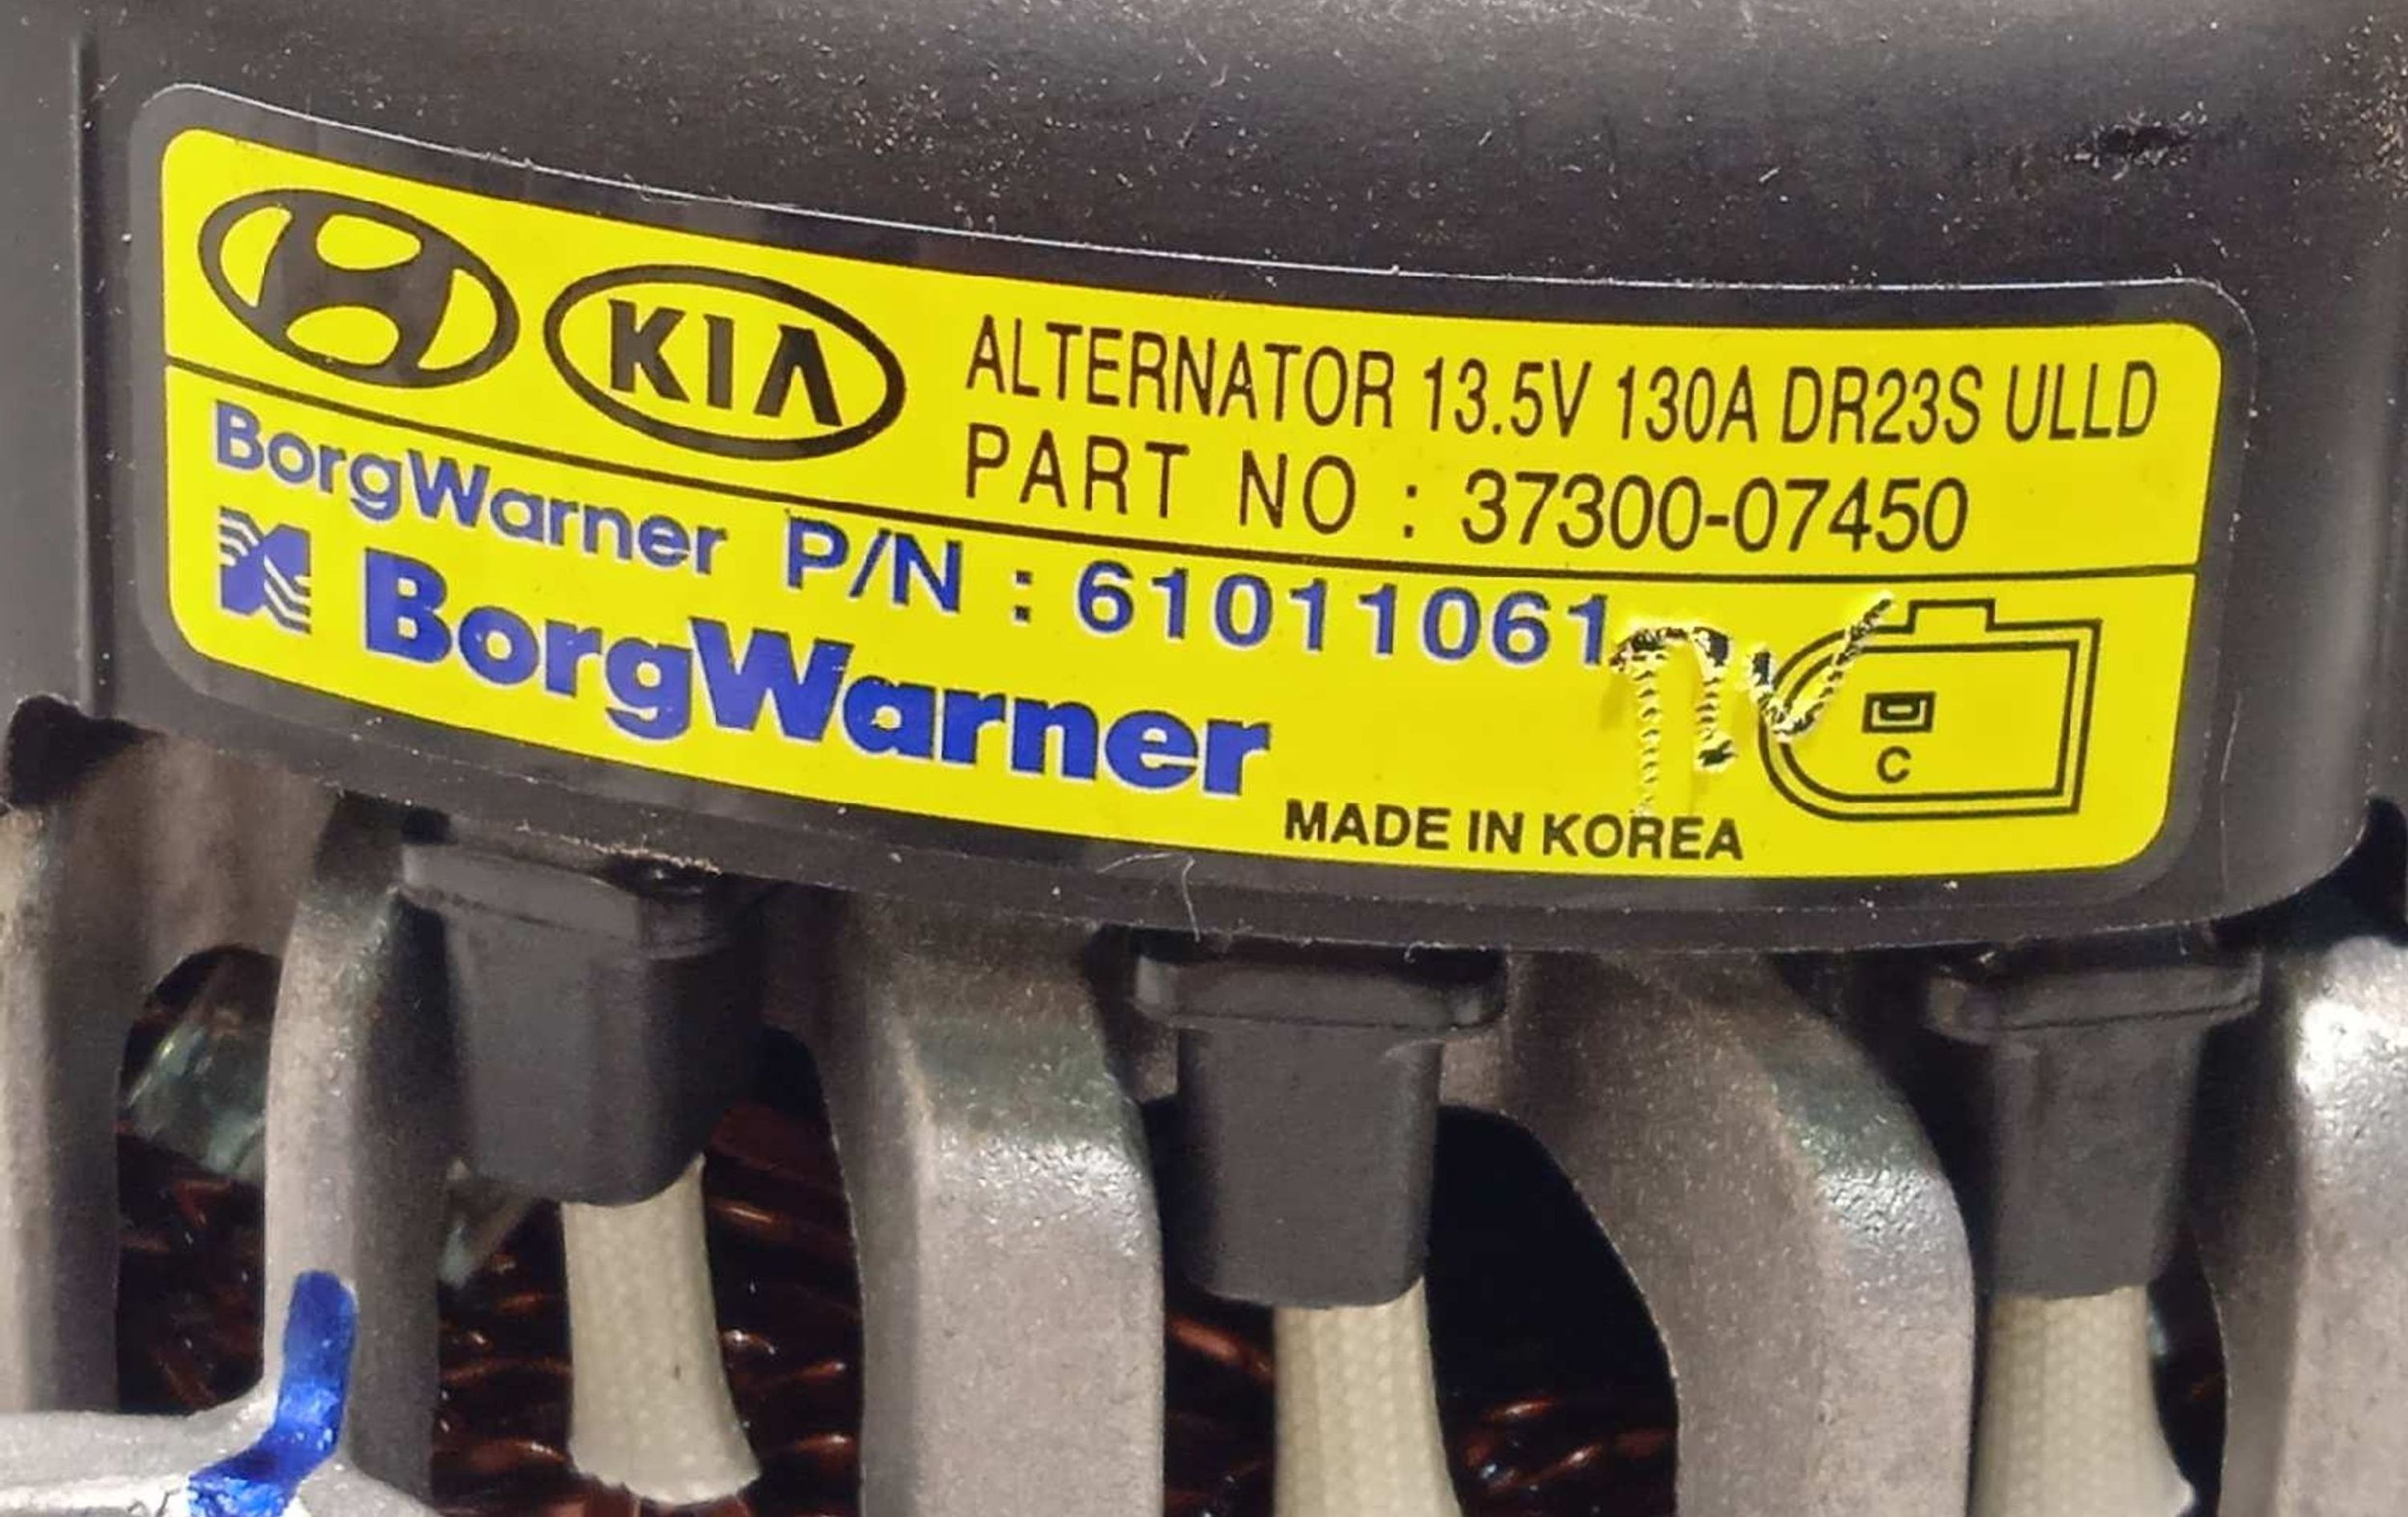 KIA
ALTERNATOR 13.5V 130A DR23S ULLD
PART NO : 37300-07450
BorgWarner P/N : 61011061
BorgWarner
C
MADE IN KOREA